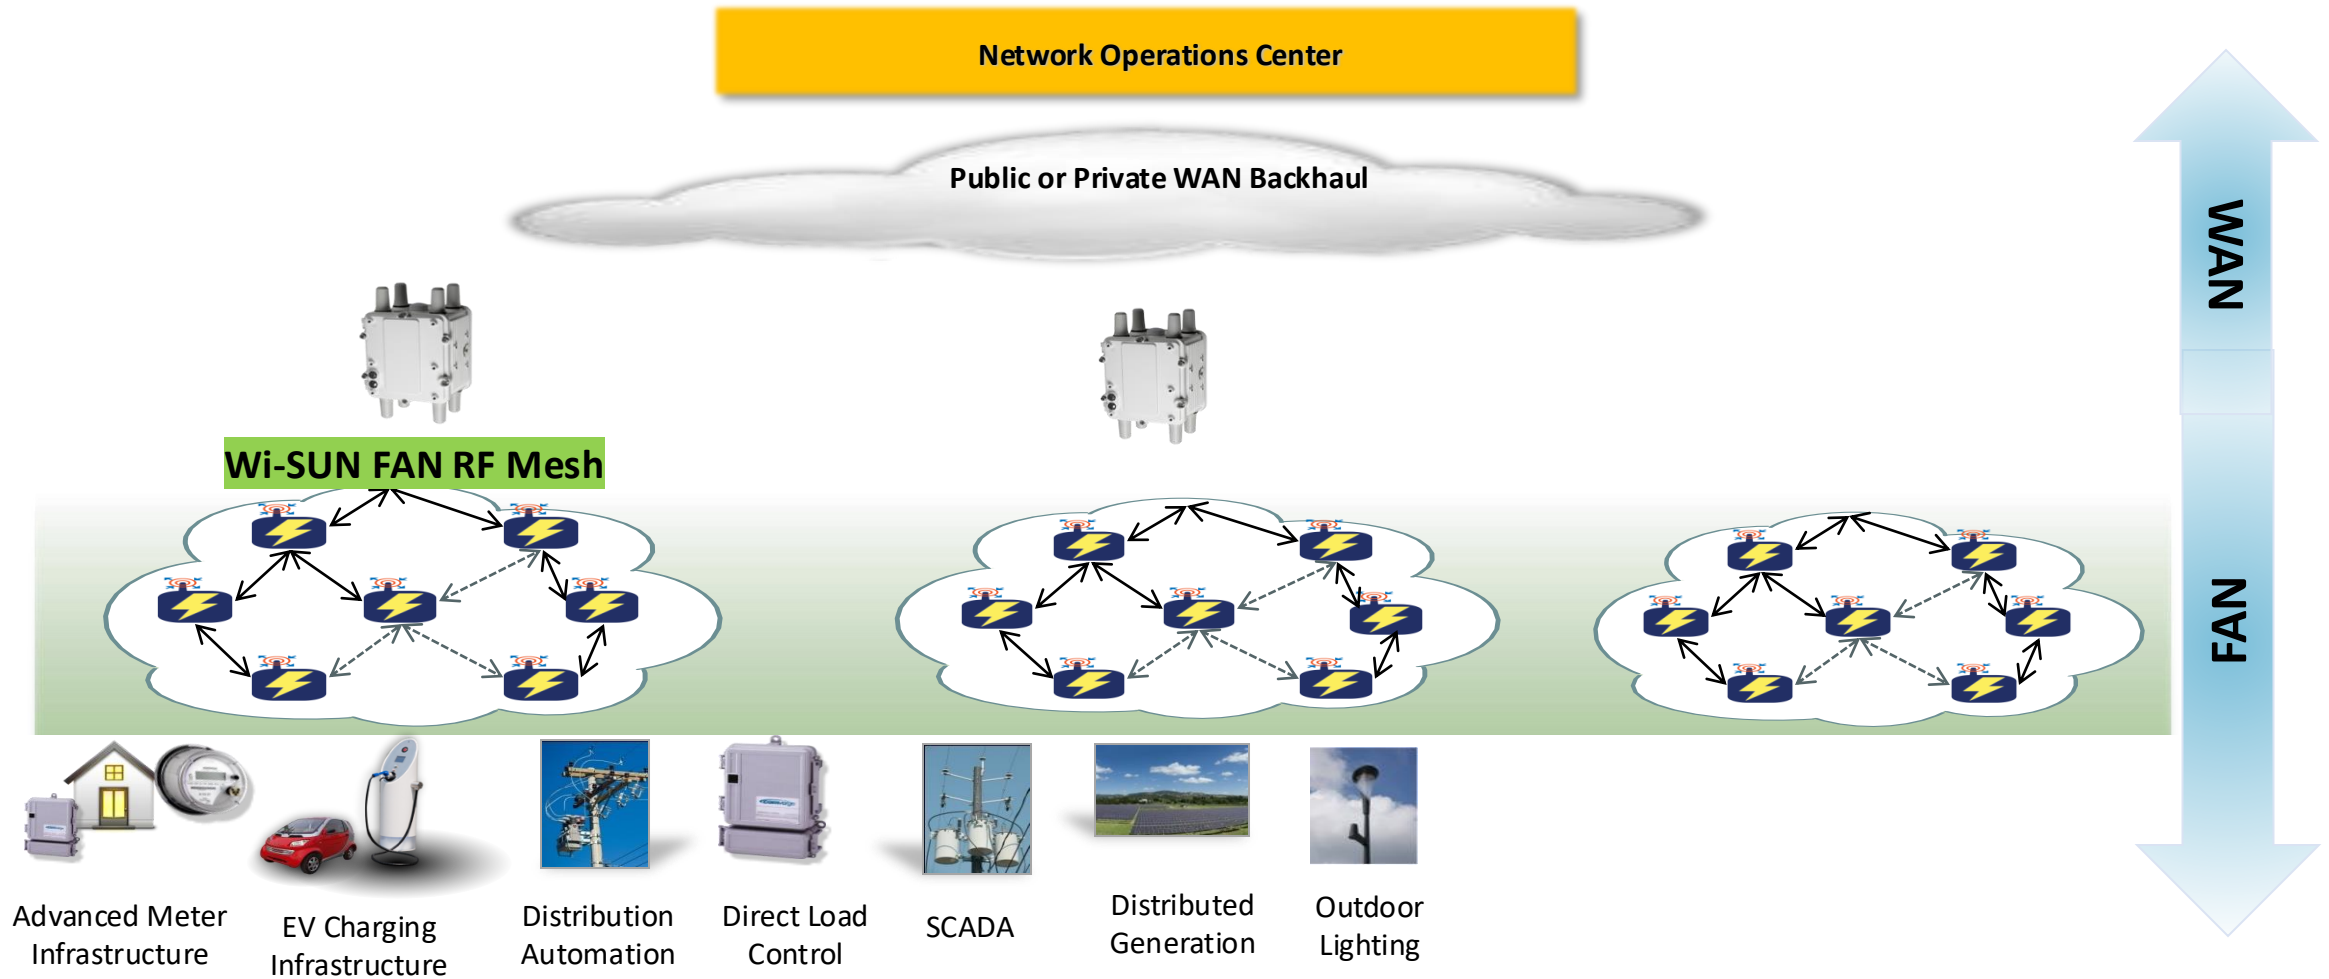 Network Operations Center
Public or Private WAN Backhaul
WAN
Wi-SUN FAN RF Mesh
FAN
Advanced Meter
Infrastructure
EV Charging
Infrastructure
Distribution
Automation
Direct Load
Control
SCADA
Distributed
Generation
Outdoor
Lighting